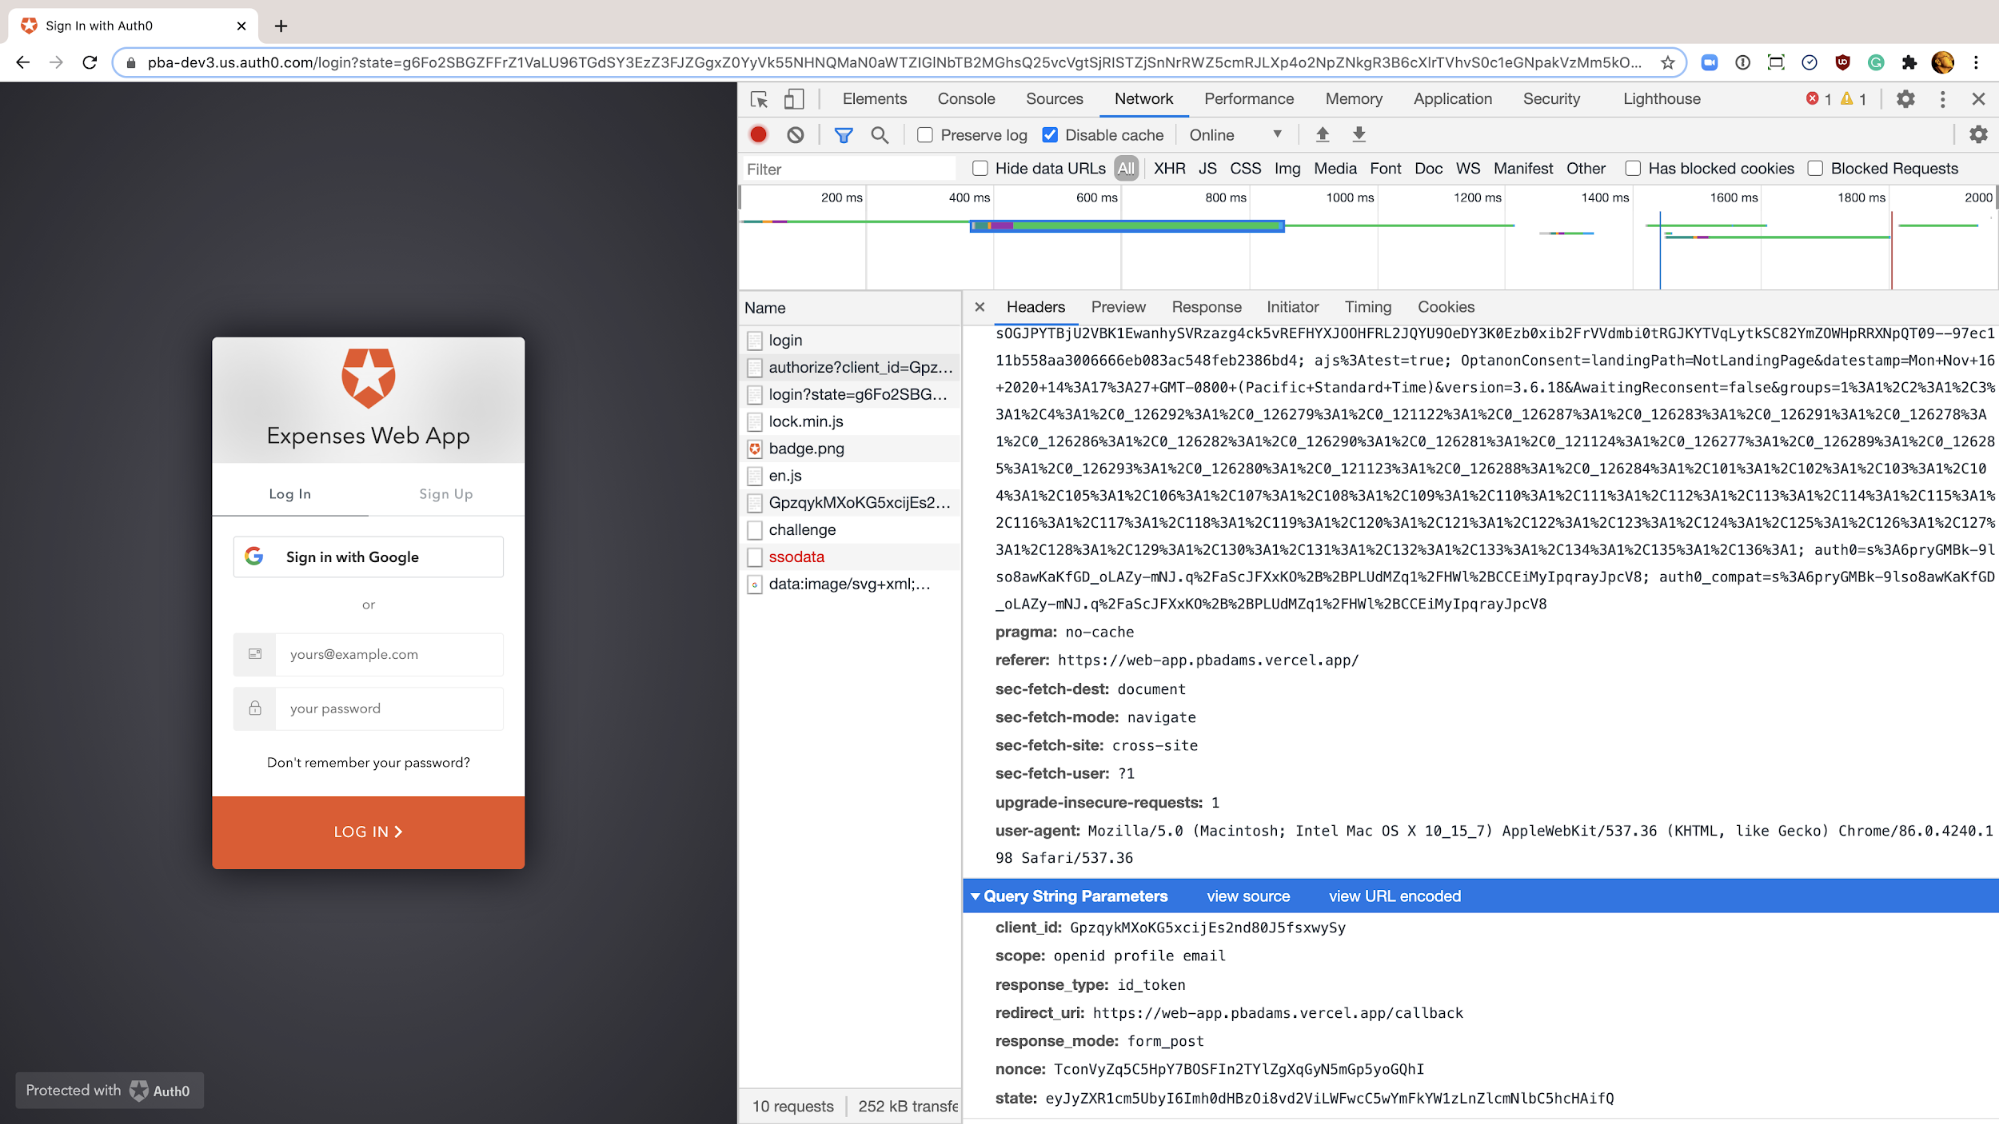 Sign In with Auth0
pba-dev3.us.auth0.com/login?state=g6Fo2SBGZFFrZ1VaLU96TGdSY3EzZ3FJZGgxZ0YyVk55NHNQMaN0aWTZIGlNbTB2MGhsQ25vcVgtSjRISTZjSnNrRWZ5cmRJLXp4o2NpZNkgR3B6cXlrTVhvS0c1eGNpakVzMm5kO...
Elements Console Sources Network Performance Memory Application Security Lighthouse 1 1
Preserve log Disable cache Online
Filter Hide data URLs All XHR JS CSS Img Media Font Doc WS Manifest Other Has blocked cookies Blocked Requests
200 ms 400 ms 600 ms 800 ms 1000 ms 1200 ms 1400 ms 1600 ms 1800 ms 2000
Expenses Web App
Log In Sign Up
Sign in with Google
or
yours@example.com
your password
Don't remember your password?
LOG IN
Protected with Auth0
Name
login
authorize?client_id=Gpz...
login?state=g6Fo2SBG...
lock.min.js
badge.png
en.js
GpzqykMXoKG5xcijEs2...
challenge
ssodata
data:image/svg+xml;...
10 requests 252 kB transfe
Headers Preview Response Initiator Timing Cookies
sOGJPYTBjU2VBK1EwanhySVRzazg4ck5vREFHYXJOOHFRL2JQYU9OeDY3K0Ezb0xib2FrVVdmbi0tRGJKYTVqLytkSC82YmZOWHpRRXNpQT09--97ec1
11b558aa3006666eb083ac548feb2386bd4; ajs%3Atest=true; OptanonConsent=landingPath=NotLandingPage&datestamp=Mon+Nov+16
+2020+14%3A17%3A27+GMT-0800+(Pacific+Standard+Time)&version=3.6.18&AwaitingReconsent=false&groups=1%3A1%2C2%3A1%2C3%
3A1%2C4%3A1%2C0_126292%3A1%2C0_126279%3A1%2C0_121122%3A1%2C0_126287%3A1%2C0_126283%3A1%2C0_126291%3A1%2C0_126278%3A
1%2C0_126286%3A1%2C0_126282%3A1%2C0_126290%3A1%2C0_126281%3A1%2C0_121124%3A1%2C0_126277%3A1%2C0_126289%3A1%2C0_12628
5%3A1%2C0_126293%3A1%2C0_126280%3A1%2C0_121123%3A1%2C0_126288%3A1%2C0_126284%3A1%2C101%3A1%2C102%3A1%2C103%3A1%2C10
4%3A1%2C105%3A1%2C106%3A1%2C107%3A1%2C108%3A1%2C109%3A1%2C110%3A1%2C111%3A1%2C112%3A1%2C113%3A1%2C114%3A1%2C115%3A1%
2C116%3A1%2C117%3A1%2C118%3A1%2C119%3A1%2C120%3A1%2C121%3A1%2C122%3A1%2C123%3A1%2C124%3A1%2C125%3A1%2C126%3A1%2C127%
3A1%2C128%3A1%2C129%3A1%2C130%3A1%2C131%3A1%2C132%3A1%2C133%3A1%2C134%3A1%2C135%3A1%2C136%3A1; auth0=s%3A6pryGMBk-9l
so8awKaKfGD_oLAZy-mNJ.q%2FaScJFXxKO%2B%2BPLUdMZq1%2FHWl%2BCCEiMyIpqrayJpcV8; auth0_compat=s%3A6pryGMBk-9lso8awKaKfGD
_oLAZy-mNJ.q%2FaScJFXxKO%2B%2BPLUdMZq1%2FHWl%2BCCEiMyIpqrayJpcV8
pragma: no-cache
referer: https://web-app.pbadams.vercel.app/
sec-fetch-dest: document
sec-fetch-mode: navigate
sec-fetch-site: cross-site
sec-fetch-user: ?1
upgrade-insecure-requests: 1
user-agent: Mozilla/5.0 (Macintosh; Intel Mac OS X 10_15_7) AppleWebKit/537.36 (KHTML, like Gecko) Chrome/86.0.4240.1
98 Safari/537.36
Query String Parameters view source view URL encoded
client_id: GpzqykMXoKG5xcijEs2nd80J5fsxwySy
scope: openid profile email
response_type: id_token
redirect_uri: https://web-app.pbadams.vercel.app/callback
response_mode: form_post
nonce: TconVyZq5C5HpY7BOSFIn2TYlZgXqGyN5mGp5yoGQhI
state: eyJyZXR1cm5UbyI6Imh0dHBzOi8vd2ViLWFwcC5wYmFkYW1zLnZlcmNlbC5hcHAifQ